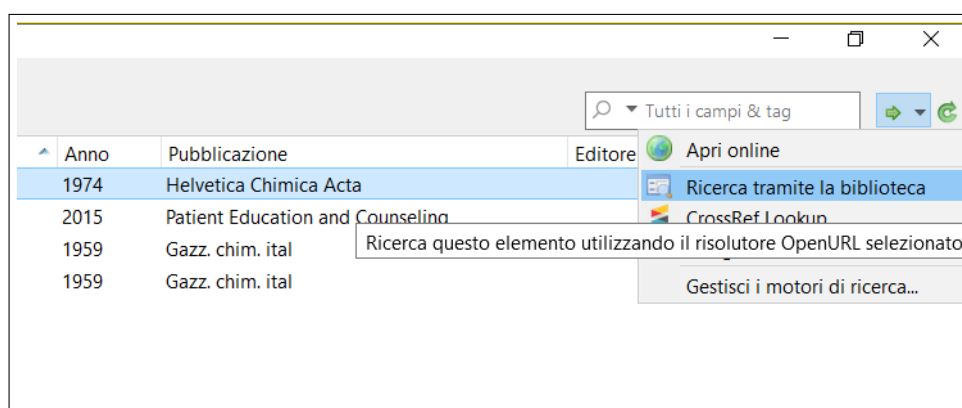 Tutti i campi & tag
Anno Pubblicazione Editore
Apri online
1974 Helvetica Chimica Acta
Ricerca tramite la biblioteca
2015 Patient Education and Counseling
CrossRef Lookup
Ricerca questo elemento utilizzando il risolutore OpenURL selezionato
1959 Gazz. chim. ital
1959 Gazz. chim. ital
Gestisci i motori di ricerca...